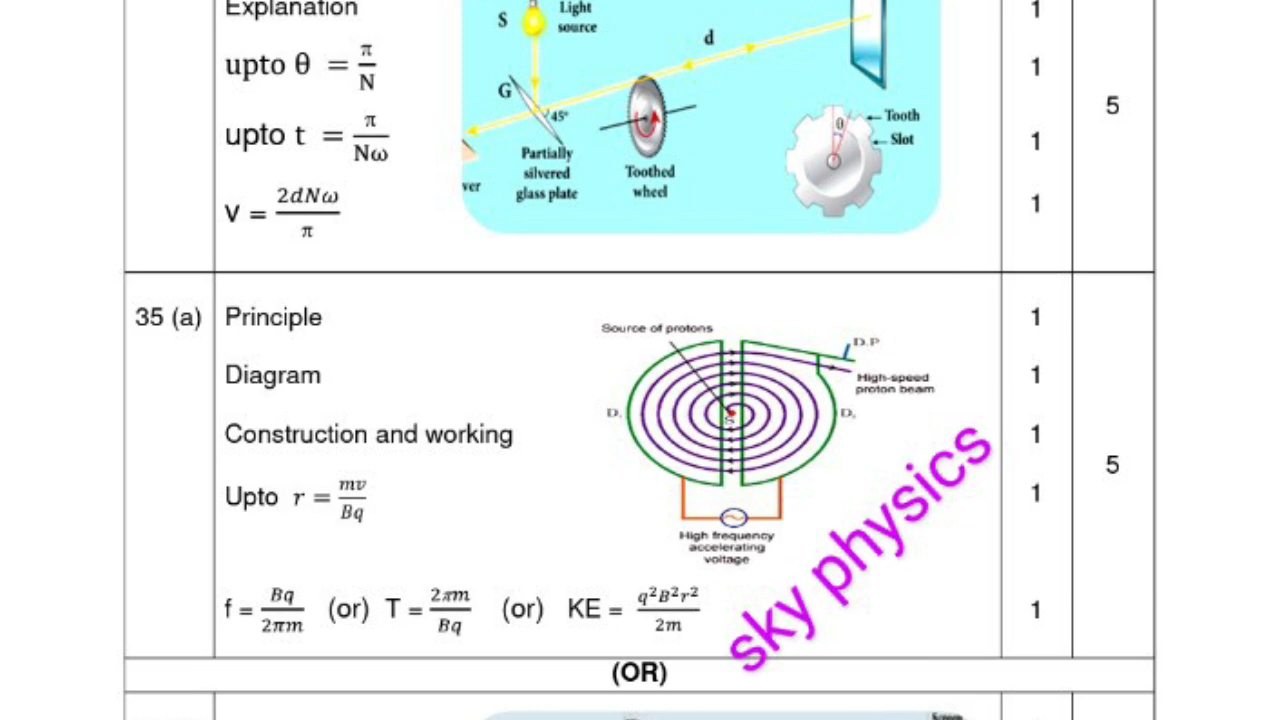 Explanation
1
S
Light
source
d
upto θ = π/N
1
G
45°
5
θ
Tooth
Slot
upto t = π/Nω
1
Partially
silvered
glass plate
Toothed
wheel
ver
V = 2dNω/π
1
35 (a)
Principle
1
Source of protons
D.P
Diagram
1
High-speed
proton beam
S
Construction and working
1
5
Upto r = mv/Bq
1
High frequency
accelerating
voltage
sky physics
f = Bq/2πm (or) T = 2πm/Bq (or) KE = q²B²r²/2m
1
(OR)